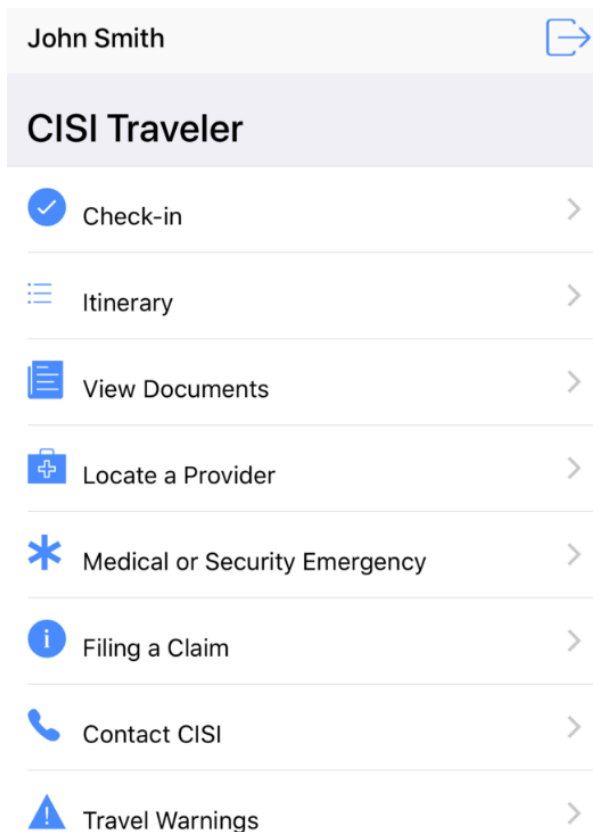 John Smith
CISI Traveler
Check-in
Itinerary
View Documents
Locate a Provider
Medical or Security Emergency
Filing a Claim
Contact CISI
Travel Warnings